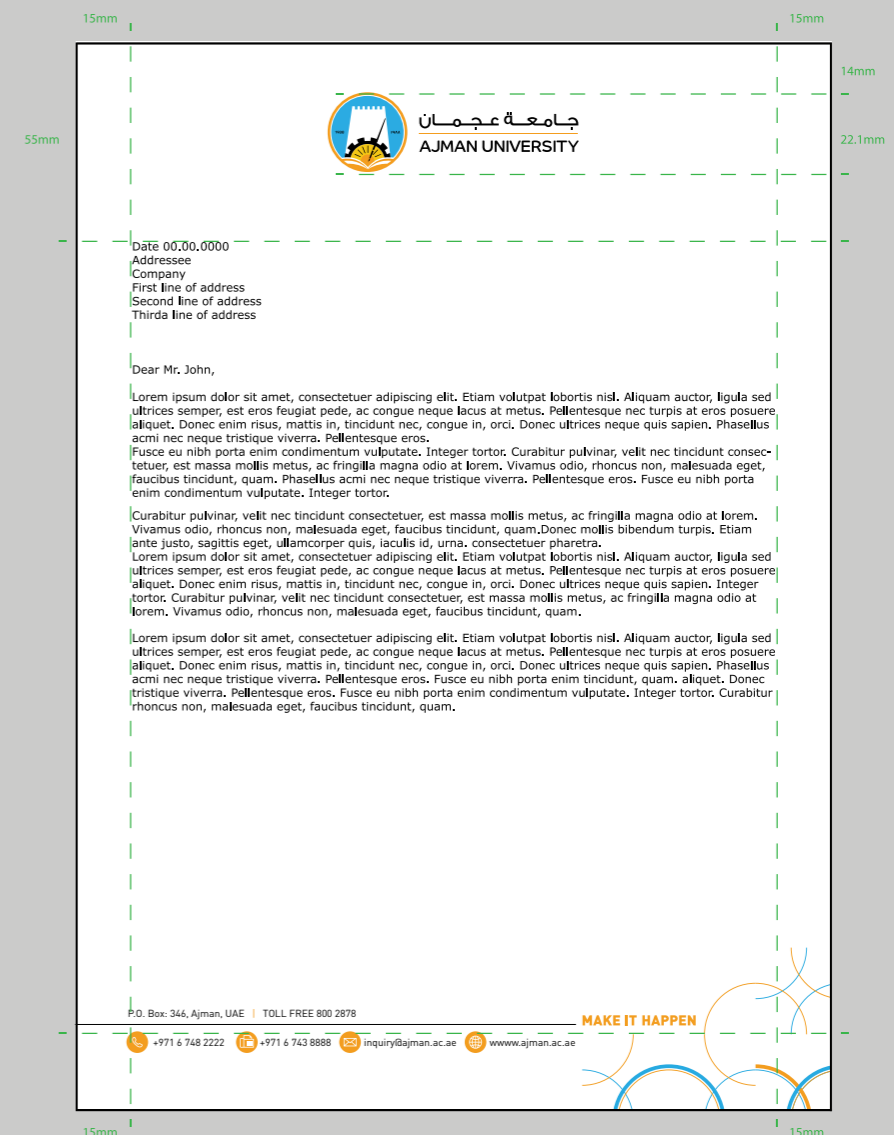 15mm
15mm
14mm
55mm
22.1mm
جامعة عجمان
AJMAN UNIVERSITY
Date 00.00.0000
Addressee
Company
First line of address
Second line of address
Thirda line of address
Dear Mr. John,
Lorem ipsum dolor sit amet, consectetuer adipiscing elit. Etiam volutpat lobortis nisl. Aliquam auctor, ligula sed
ultrices semper, est eros feugiat pede, ac congue neque lacus at metus. Pellentesque nec turpis at eros posuere
aliquet. Donec enim risus, mattis in, tincidunt nec, congue in, orci. Donec ultrices neque quis sapien. Phasellus
acmi nec neque tristique viverra. Pellentesque eros.
Fusce eu nibh porta enim condimentum vulputate. Integer tortor. Curabitur pulvinar, velit nec tincidunt consec-
tetuer, est massa mollis metus, ac fringilla magna odio at lorem. Vivamus odio, rhoncus non, malesuada eget,
faucibus tincidunt, quam. Phasellus acmi nec neque tristique viverra. Pellentesque eros. Fusce eu nibh porta
enim condimentum vulputate. Integer tortor.
Curabitur pulvinar, velit nec tincidunt consectetuer, est massa mollis metus, ac fringilla magna odio at lorem.
Vivamus odio, rhoncus non, malesuada eget, faucibus tincidunt, quam.Donec mollis bibendum turpis. Etiam
ante justo, sagittis eget, ullamcorper quis, iaculis id, urna. consectetuer pharetra.
Lorem ipsum dolor sit amet, consectetuer adipiscing elit. Etiam volutpat lobortis nisl. Aliquam auctor, ligula sed
ultrices semper, est eros feugiat pede, ac congue neque lacus at metus. Pellentesque nec turpis at eros posuere
aliquet. Donec enim risus, mattis in, tincidunt nec, congue in, orci. Donec ultrices neque quis sapien. Integer
tortor. Curabitur pulvinar, velit nec tincidunt consectetuer, est massa mollis metus, ac fringilla magna odio at
lorem. Vivamus odio, rhoncus non, malesuada eget, faucibus tincidunt, quam.
Lorem ipsum dolor sit amet, consectetuer adipiscing elit. Etiam volutpat lobortis nisl. Aliquam auctor, ligula sed
ultrices semper, est eros feugiat pede, ac congue neque lacus at metus. Pellentesque nec turpis at eros posuere
aliquet. Donec enim risus, mattis in, tincidunt nec, congue in, orci. Donec ultrices neque quis sapien. Phasellus
acmi nec neque tristique viverra. Pellentesque eros. Fusce eu nibh porta enim tincidunt, quam. aliquet. Donec
tristique viverra. Pellentesque eros. Fusce eu nibh porta enim condimentum vulputate. Integer tortor. Curabitur
rhoncus non, malesuada eget, faucibus tincidunt, quam.
P.O. Box: 346, Ajman, UAE | TOLL FREE 800 2878
MAKE IT HAPPEN
+971 6 748 2222 +971 6 743 8888 inquiry@ajman.ac.ae wwww.ajman.ac.ae
15mm
15mm